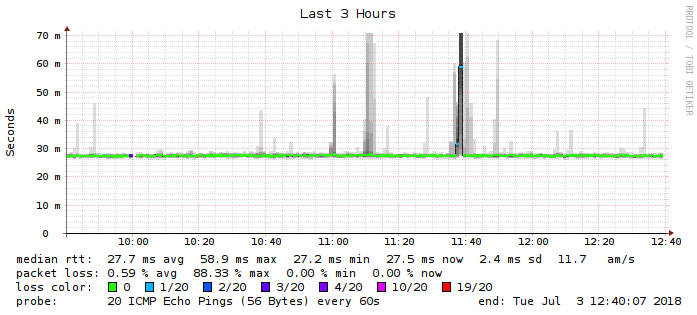 Last 3 Hours
RRDTOOL / TOBI OETIKER
Seconds
70 m
60 m
50 m
40 m
30 m
20 m
10 m
0
10:00 10:20 10:40 11:00 11:20 11:40 12:00 12:20 12:40
median rtt: 27.7 ms avg 58.9 ms max 27.2 ms min 27.5 ms now 2.4 ms sd 11.7 am/s
packet loss: 0.59 % avg 88.33 % max 0.00 % min 0.00 % now
loss color: 0 1/20 2/20 3/20 4/20 10/20 19/20
probe: 20 ICMP Echo Pings (56 Bytes) every 60s end: Tue Jul 3 12:40:07 2018